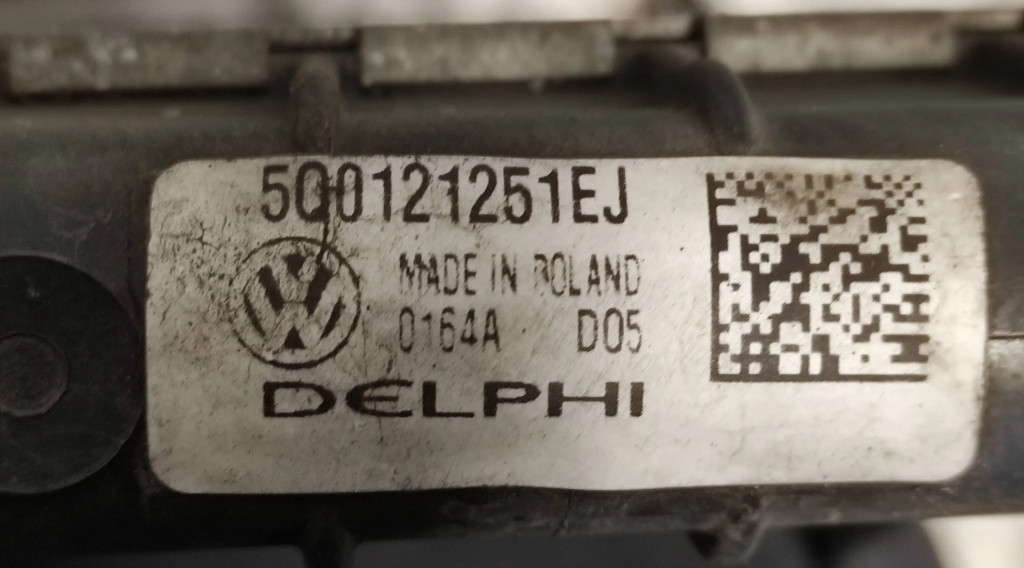 5Q0121251EJ
MADE IN POLAND
0164A D05
DELPHI